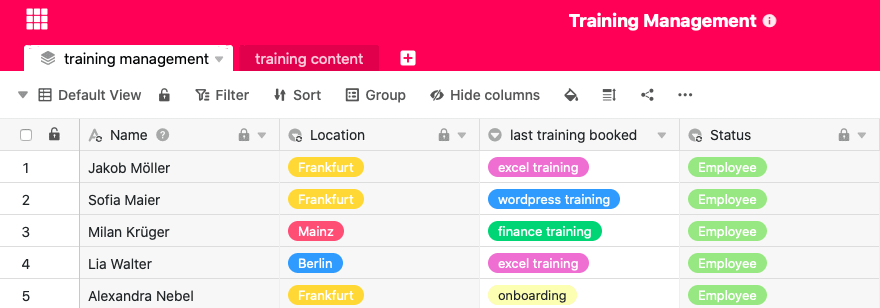 Training Management
training management
training content
Default View Filter Sort Group Hide columns
Name Location last training booked Status
1 Jakob Möller Frankfurt excel training Employee
2 Sofia Maier Frankfurt wordpress training Employee
3 Milan Krüger Mainz finance training Employee
4 Lia Walter Berlin excel training Employee
5 Alexandra Nebel Frankfurt onboarding Employee